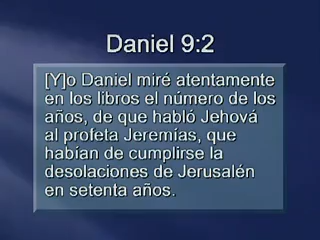 Daniel 9:2
[Y]o Daniel miré atentamente
en los libros el número de los
años, de que habló Jehová
al profeta Jeremías, que
habían de cumplirse la
desolaciones de Jerusalén
en setenta años.